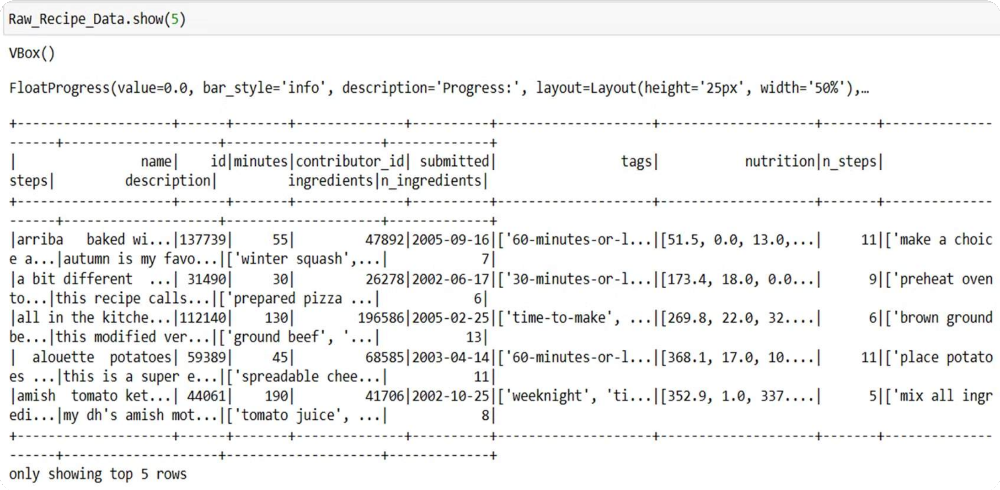 Raw_Recipe_Data.show(5)
VBox()
FloatProgress(value=0.0, bar_style='info', description='Progress:', layout=Layout(height='25px', width='50%'),…
+--------------------+------+-------+--------------+----------+--------------------+--------------------+-------+--------------
------+--------------------+--------------------+-------------+
|                name|    id|minutes|contributor_id| submitted|                tags|           nutrition|n_steps|
steps|         description|         ingredients|n_ingredients|
+--------------------+------+-------+--------------+----------+--------------------+--------------------+-------+--------------
------+--------------------+--------------------+-------------+
|arriba   baked wi...|137739|     55|         47892|2005-09-16|['60-minutes-or-l...|[51.5, 0.0, 13.0,...|     11|['make a choic
e a...|autumn is my favo...|['winter squash',...|            7|
|a bit different  ...| 31490|     30|         26278|2002-06-17|['30-minutes-or-l...|[173.4, 18.0, 0.0...|      9|['preheat oven
to...|this recipe calls...|['prepared pizza ...|            6|
|all in the kitche...|112140|    130|        196586|2005-02-25|['time-to-make', ...|[269.8, 22.0, 32....|      6|['brown ground
be...|this modified ver...|['ground beef', '...|           13|
|  alouette  potatoes| 59389|     45|         68585|2003-04-14|['60-minutes-or-l...|[368.1, 17.0, 10....|     11|['place potato
es ...|this is a super e...|['spreadable chee...|           11|
|amish  tomato ket...| 44061|    190|         41706|2002-10-25|['weeknight', 'ti...|[352.9, 1.0, 337....|      5|['mix all ingr
edi...|my dh's amish mot...|['tomato juice', ...|            8|
+--------------------+------+-------+--------------+----------+--------------------+--------------------+-------+--------------
------+--------------------+--------------------+-------------+
only showing top 5 rows